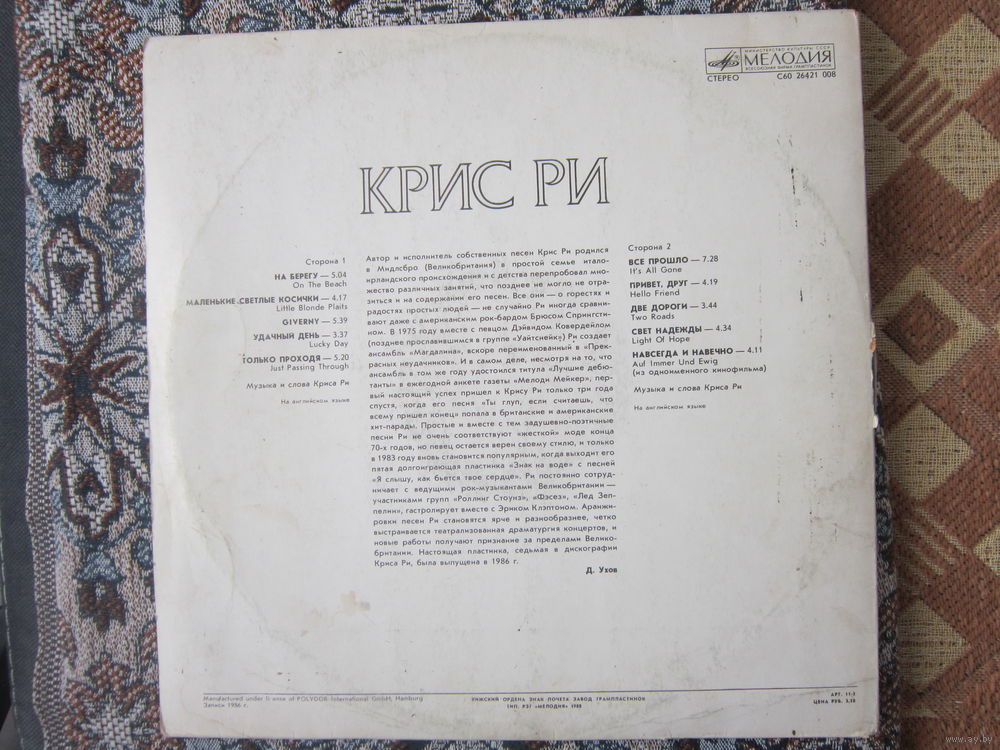 МИНИСТЕРСТВО КУЛЬТУРЫ СССР
МЕЛОДИЯ
ВСЕСОЮЗНАЯ ФИРМА ГРАМПЛАСТИНОК
СТЕРЕО С60 26421 008
КРИС РИ
Сторона 1
НА БЕРЕГУ — 5.04
On The Beach
МАЛЕНЬКИЕ СВЕТЛЫЕ КОСИЧКИ — 4.17
Little Blonde Plaits
GIVERNY — 5.39
УДАЧНЫЙ ДЕНЬ — 3.37
Lucky Day
ТОЛЬКО ПРОХОДЯ — 5.20
Just Passing Through
Музыка и слова Криса Ри
На английском языке
Автор и исполнитель собственных песен Крис Ри родился
в Мидлсбро (Великобритания) в простой семье итало-
ирландского происхождения и с детства перепробовал мно-
жество различных занятий, что позднее не могло не отра-
зиться и на содержании его песен. Все они — о горестях и
радостях простых людей — не случайно Ри иногда сравни-
вают даже с американским рок-бардом Брюсом Спрингсти-
ном. В 1975 году вместе с певцом Дэйвидом Ковердейлом
(позднее прославившимся в группе «Уайтснейк») Ри создает
ансамбль «Магдалина», вскоре переименованный в «Прек-
расных неудачников». И в самом деле, несмотря на то, что
ансамбль в том же году удостоился титула «Лучшие дебю-
танты» в ежегодной анкете газеты «Мелоди Мейкер», пер-
вый настоящий успех пришел к Крису Ри только три года
спустя, когда его песня «Ты глуп, если считаешь, что
всему пришел конец» попала в британские и американские
хит-парады. Простые и вместе с тем задушевно-поэтичные
песни Ри не очень соответствуют «жесткой» моде конца
70-х годов, но певец остается верен своему стилю, и только
в 1983 году вновь становится популярным, когда выходит его
пятая долгоиграющая пластинка «Знак на воде» с песней
«Я слышу, как бьется твое сердце». Ри постоянно сотруд-
ничает с ведущими рок-музыкантами Великобритании —
участниками групп «Роллинг Стоунз», «Фэсез», «Лед Зеп-
пелин», гастролирует вместе с Эриком Клэптоном. Аранжи-
ровки песен Ри становятся ярче и разнообразнее, четко
выстраивается театрализованная драматургия концертов, и
новые работы получают признание за пределами Велико-
британии. Настоящая пластинка, седьмая в дискографии
Криса Ри, была выпущена в 1986 г.
Д. Ухов
Сторона 2
ВСЕ ПРОШЛО — 7.28
It's All Gone
ПРИВЕТ, ДРУГ — 4.19
Hello Friend
ДВЕ ДОРОГИ — 3.44
Two Roads
СВЕТ НАДЕЖДЫ — 4.34
Light Of Hope
НАВСЕГДА И НАВЕЧНО — 4.11
Auf Immer Und Ewig
(из одноименного кинофильма)
Музыка и слова Криса Ри
На английском языке
Manufactured under license of POLYDOR International GmbH, Hamburg
Записи 1986 г.
РИЖСКИЙ ОРДЕНА ЗНАК ПОЧЕТА ЗАВОД ГРАМПЛАСТИНОК
«МЕЛОДИЯ» 1988
АРТ. 11-3
ЦЕНА РУБ.
www.ay.by